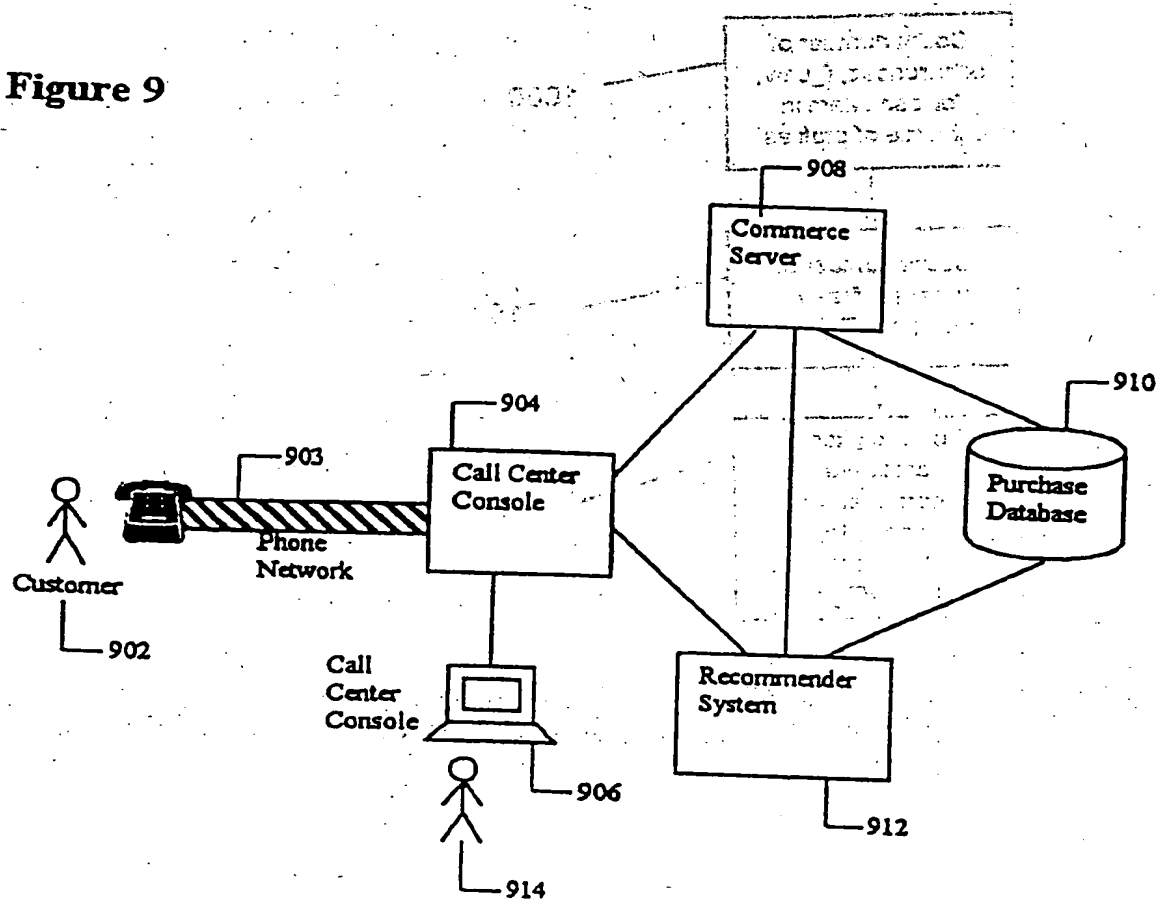 Figure 9
908
Commerce
Server
910
904
903
Call Center
Console
Purchase
Database
Phone
Network
Customer
902
Call
Center
Console
Recommender
System
906
912
914